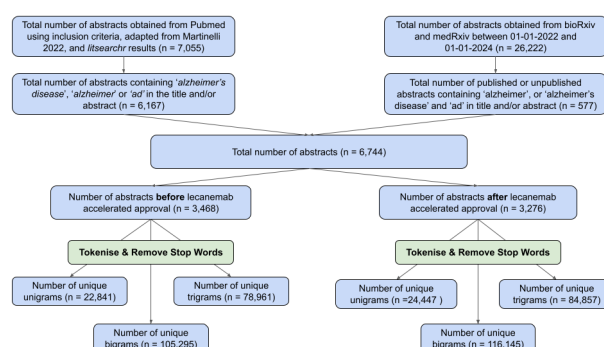 Total number of abstracts obtained from Pubmed
using inclusion criteria, adapted from Martinelli
2022, and litsearchr results (n = 7,055)
Total number of abstracts obtained from bioRxiv
and medRxiv between 01-01-2022 and
01-01-2024 (n = 26,222)
Total number of abstracts containing ‘alzheimer's
disease’, ‘alzheimer’ or ‘ad’ in the title and/or
abstract (n = 6,167)
Total number of published or unpublished
abstracts containing ‘alzheimer’, or ‘alzheimer's
disease’ and ‘ad’ in title and/or abstract (n = 577)
Total number of abstracts (n = 6,744)
Number of abstracts before lecanemab
accelerated approval (n = 3,468)
Number of abstracts after lecanemab
accelerated approval (n = 3,276)
Tokenise & Remove Stop Words
Tokenise & Remove Stop Words
Number of unique
unigrams (n = 22,841)
Number of unique
trigrams (n = 78,961)
Number of unique
unigrams (n =24,447 )
Number of unique
trigrams (n = 84,857)
Number of unique
bigrams (n = 105,295)
Number of unique
bigrams (n = 116,145)